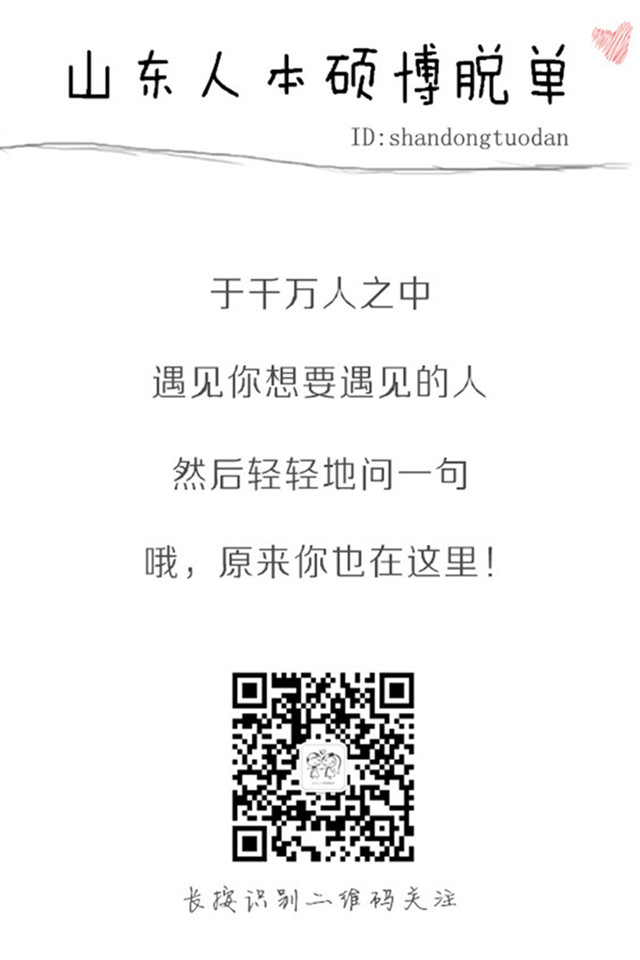 山东人本硕博脱单
ID:shandongtuodan
于千万人之中
遇见你想要遇见的人
然后轻轻地问一句
哦，原来你也在这里！
长按识别二维码关注